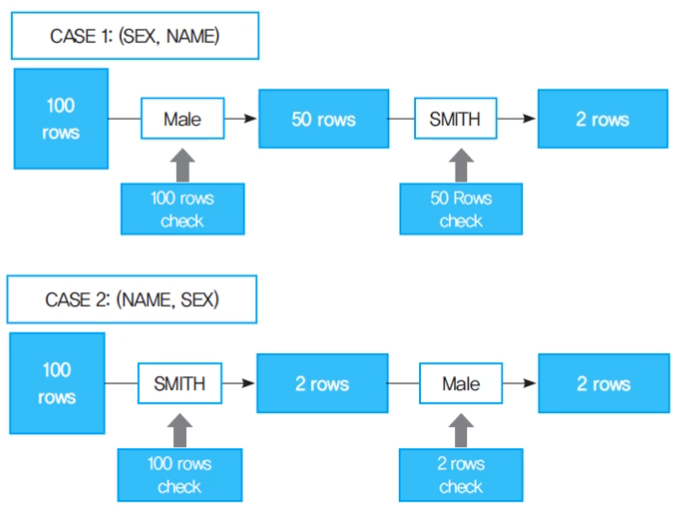 CASE 1: (SEX, NAME)
100
rows
Male
50 rows
SMITH
2 rows
100 rows
check
50 Rows
check
CASE 2: (NAME, SEX)
100
rows
SMITH
2 rows
Male
2 rows
100 rows
check
2 rows
check